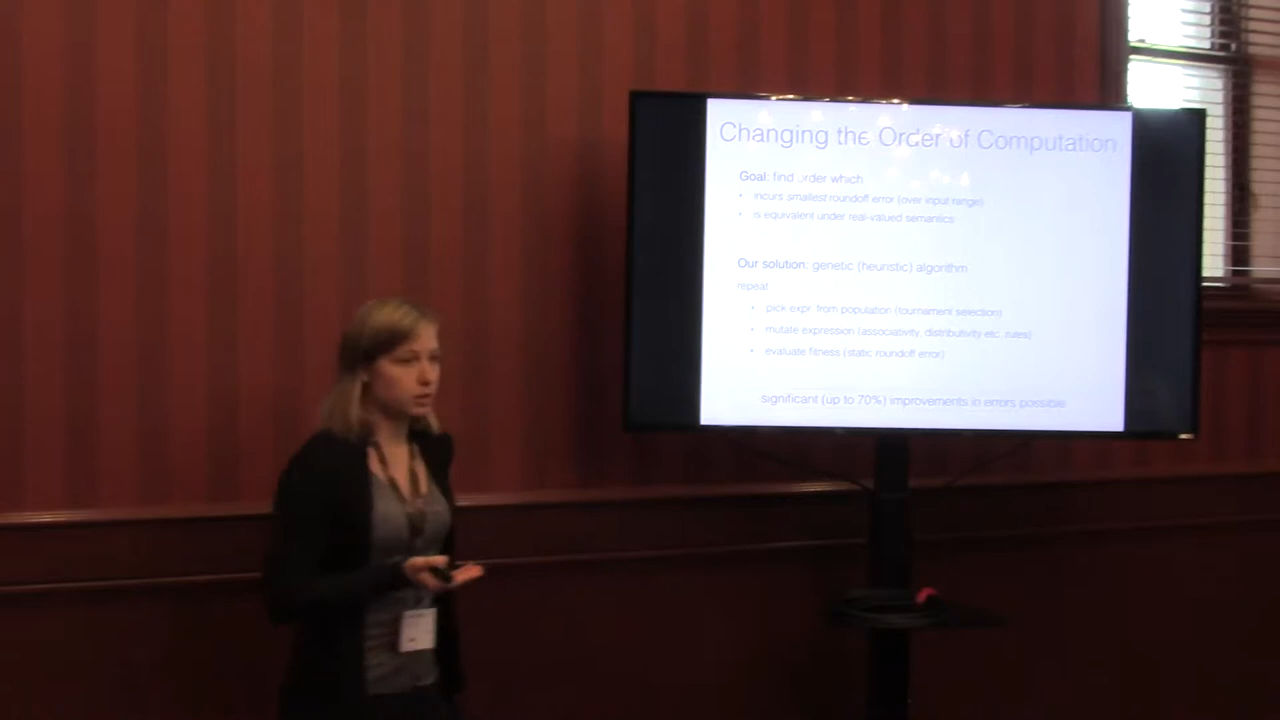 Changing the Order of Computation
Goal: find order which
• incurs smallest roundoff error (over input range)
• is equivalent under real-valued semantics
Our solution: genetic (heuristic) algorithm
repeat
• pick expr. from population (tournament selection)
• mutate expression (associativity, distributivity etc. rules)
• evaluate fitness (static roundoff error)
significant (up to 70%) improvements in errors possible